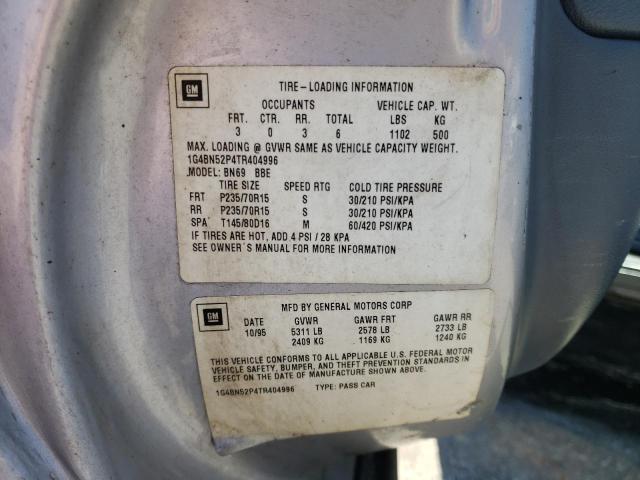 GM TIRE-LOADING INFORMATION
OCCUPANTS VEHICLE CAP. WT.
FRT. CTR. RR. TOTAL LBS KG
3 0 3 6 1102 500
MAX. LOADING @ GVWR SAME AS VEHICLE CAPACITY WEIGHT.
1G4BN52P4TR404996
MODEL: BN69 BBE
TIRE SIZE SPEED RTG COLD TIRE PRESSURE
FRT P235/70R15 S 30/210 PSI/KPA
RR P235/70R15 S 30/210 PSI/KPA
SPA T145/80D16 M 60/420 PSI/KPA
IF TIRES ARE HOT, ADD 4 PSI / 28 KPA
SEE OWNER'S MANUAL FOR MORE INFORMATION
GM MFD BY GENERAL MOTORS CORP
DATE GVWR GAWR FRT GAWR RR
10/95 5311 LB 2578 LB 2733 LB
2409 KG 1169 KG 1240 KG
THIS VEHICLE CONFORMS TO ALL APPLICABLE U.S. FEDERAL MOTOR
VEHICLE SAFETY, BUMPER, AND THEFT PREVENTION STANDARDS IN
EFFECT ON THE DATE OF MANUFACTURE SHOWN ABOVE.
1G4BN52P4TR404996 TYPE: PASS CAR